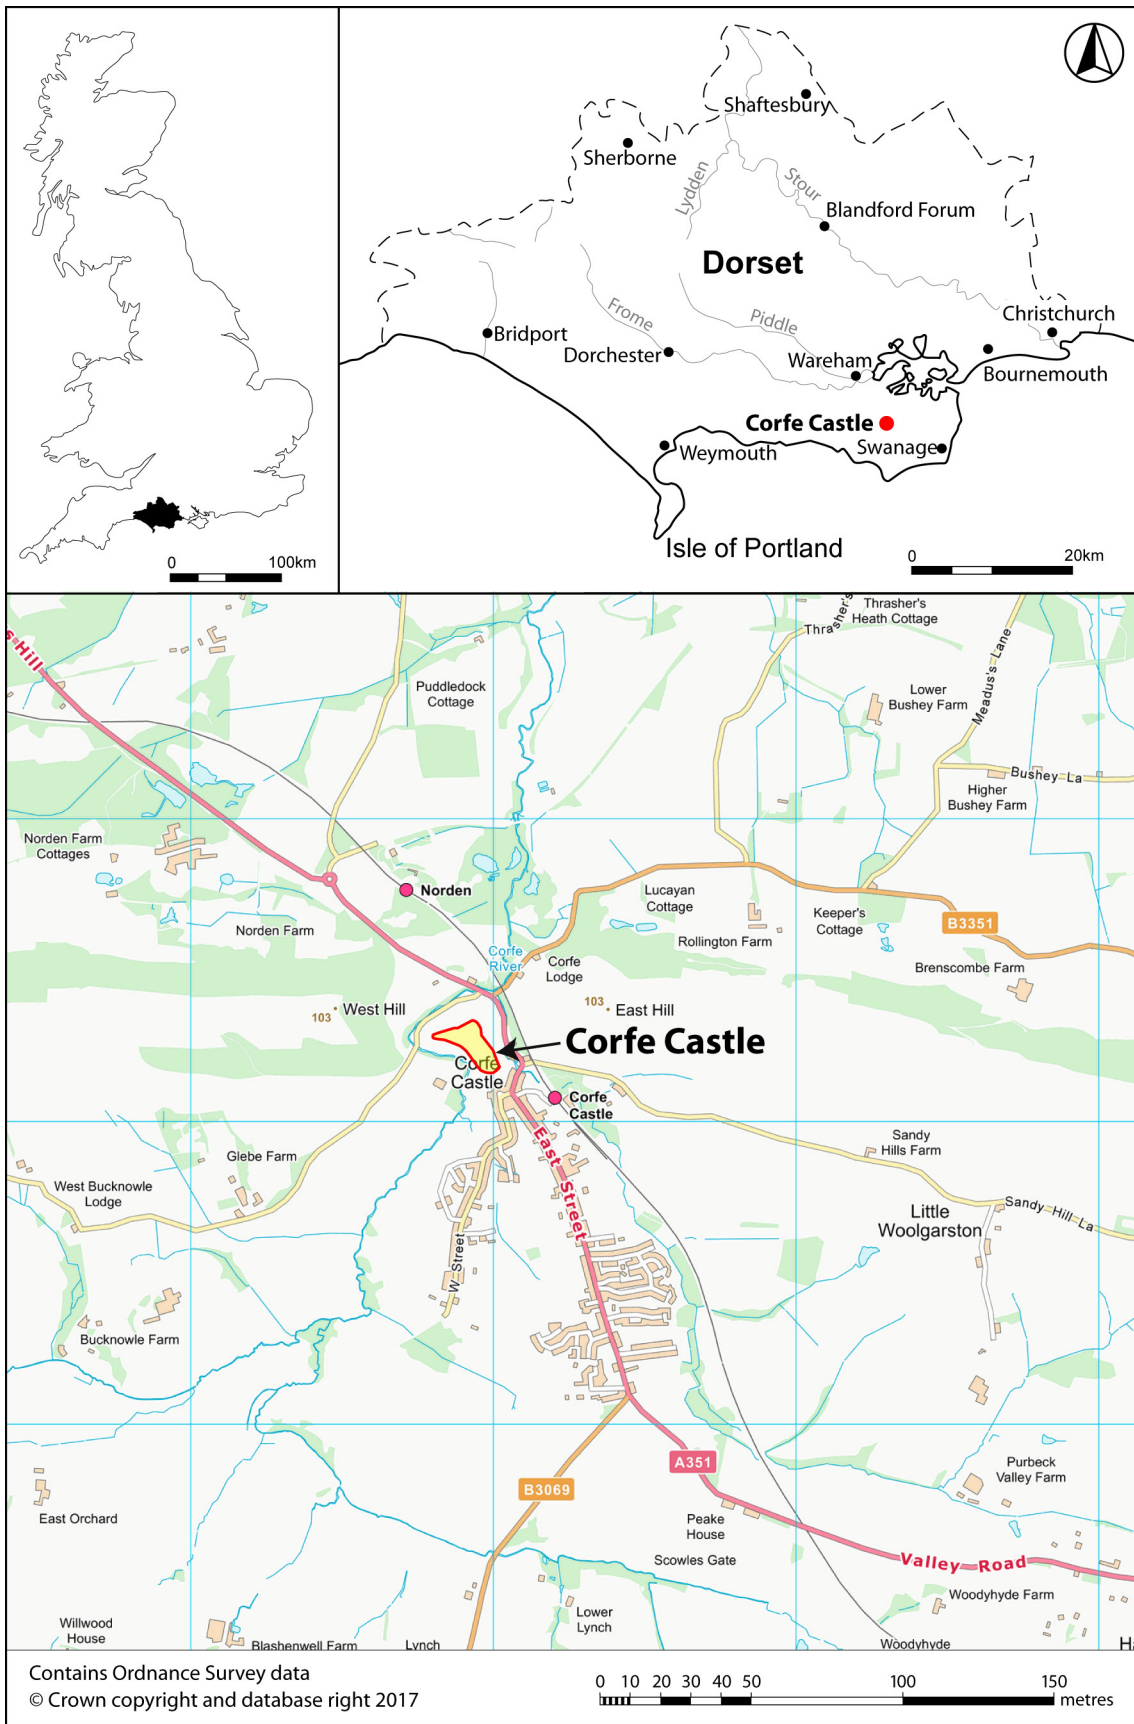 0
100km
Shaftesbury
Sherborne
Lydden
Stour
Blandford Forum
Dorset
Christchurch
Frome
Piddle
Bridport
Dorchester
Wareham
Bournemouth
Corfe Castle
Weymouth
Swanage
Isle of Portland
0
20km
s Hill
Thrasher's
Thrasher's
Heath Cottage
Puddledock
Cottage
Lower
Bushey Farm
Meadus's Lane
Bushey La
Higher
Bushey Farm
Norden Farm
Cottages
Norden
Lucayan
Cottage
Keeper's
Cottage
B3351
Norden Farm
Rollington Farm
Corfe
River
Corfe
Lodge
Brenscombe Farm
103
West Hill
103
East Hill
Corfe Castle
Corfe
Castle
Corfe
Castle
East Street
Sandy
Hills Farm
Glebe Farm
West Bucknowle
Lodge
Little
Woolgarston
Sandy Hill La
W Street
Bucknowle Farm
A351
Purbeck
Valley Farm
B3069
East Orchard
Peake
House
Scowles Gate
Valley Road
Woodyhyde Farm
Willwood
House
Lower
Lynch
Blashenwell Farm
Lynch
Woodyhyde
Ha
Contains Ordnance Survey data
© Crown copyright and database right 2017
0 10 20 30 40 50 100 150
metres